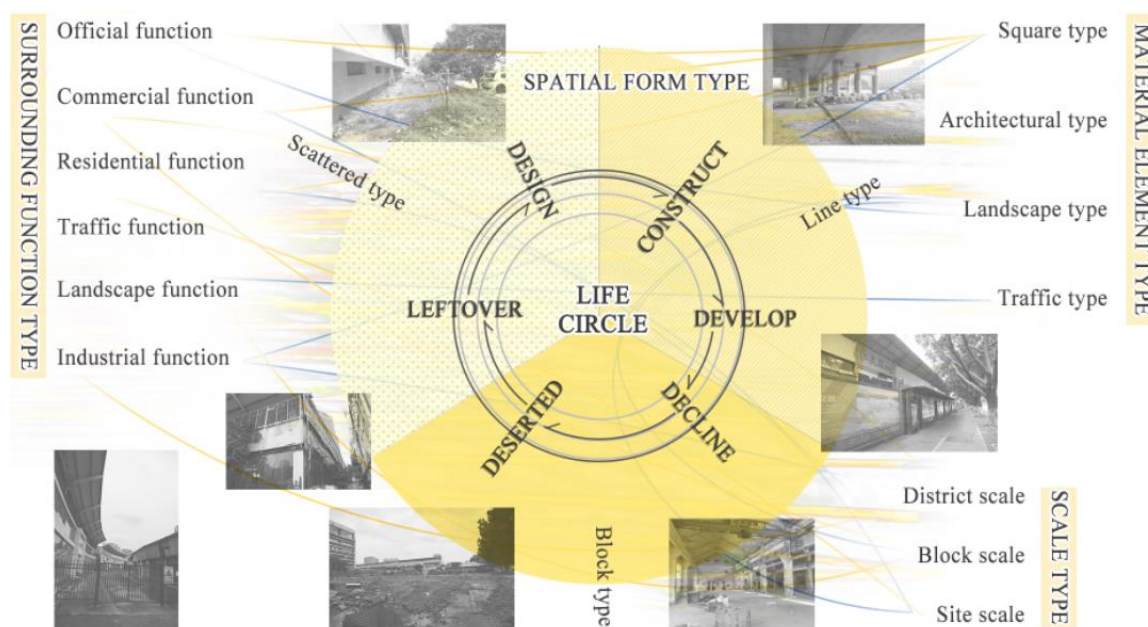 SURROUNDING FUNCTION TYPE
Official function
Commercial function
Residential function
Traffic function
Landscape function
Industrial function
SPATIAL FORM TYPE
Scattered type
Line type
Block type
DESIGN
CONSTRUCT
DEVELOP
DECLINE
DESERTED
LEFTOVER
LIFE
CIRCLE
MATERIAL ELEMENT TYPE
Square type
Architectural type
Landscape type
Traffic type
SCALE TYPE
District scale
Block scale
Site scale